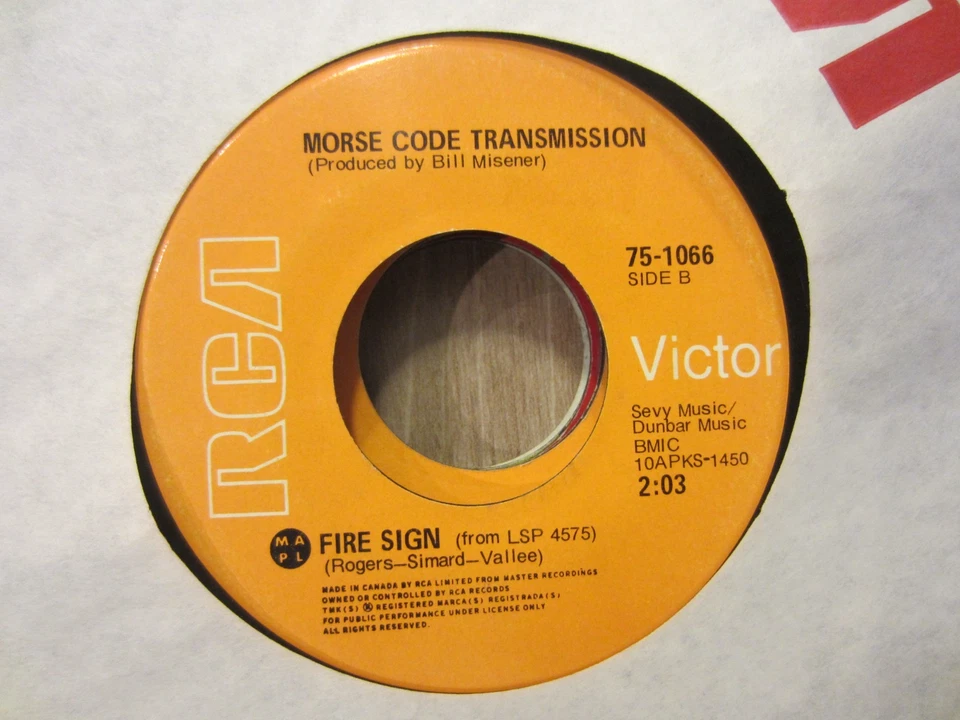 MORSE CODE TRANSMISSION
(Produced by Bill Misener)
RCA
75-1066
SIDE B
Victor
Sevy Music/
Dunbar Music
BMIC
10APKS-1450
2:03
M A
P L
FIRE SIGN (from LSP 4575)
(Rogers—Simard—Vallee)
MADE IN CANADA BY RCA LIMITED FROM MASTER RECORDINGS
OWNED OR CONTROLLED BY RCA RECORDS
TMK(S) ® REGISTERED MARCA(S) REGISTRADA(S)
FOR PUBLIC PERFORMANCE UNDER LICENSE ONLY
ALL RIGHTS RESERVED.